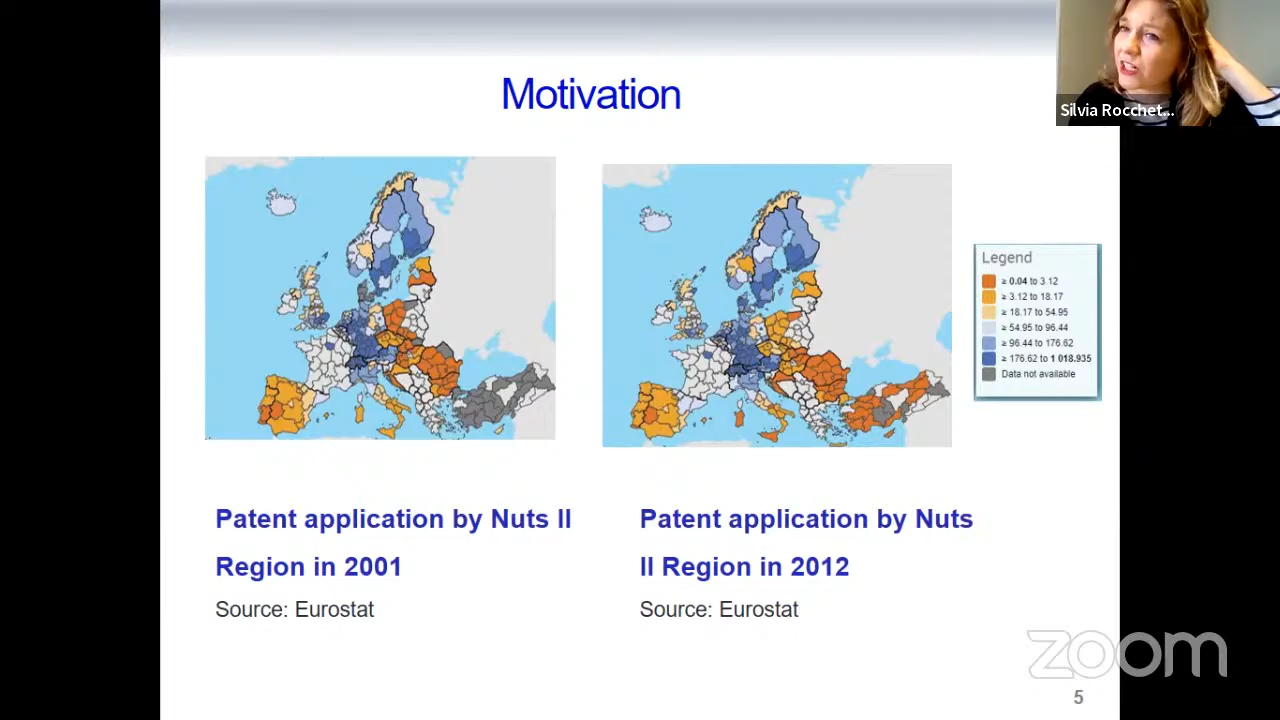 Motivation
Silvia Rocchet...
Legend
≥ 0.04 to 3.12
≥ 3.12 to 18.17
≥ 18.17 to 54.95
≥ 54.95 to 96.44
≥ 96.44 to 176.62
≥ 176.62 to 1 018.935
Data not available
Patent application by Nuts II
Region in 2001
Source: Eurostat
Patent application by Nuts
II Region in 2012
Source: Eurostat
zoom
5